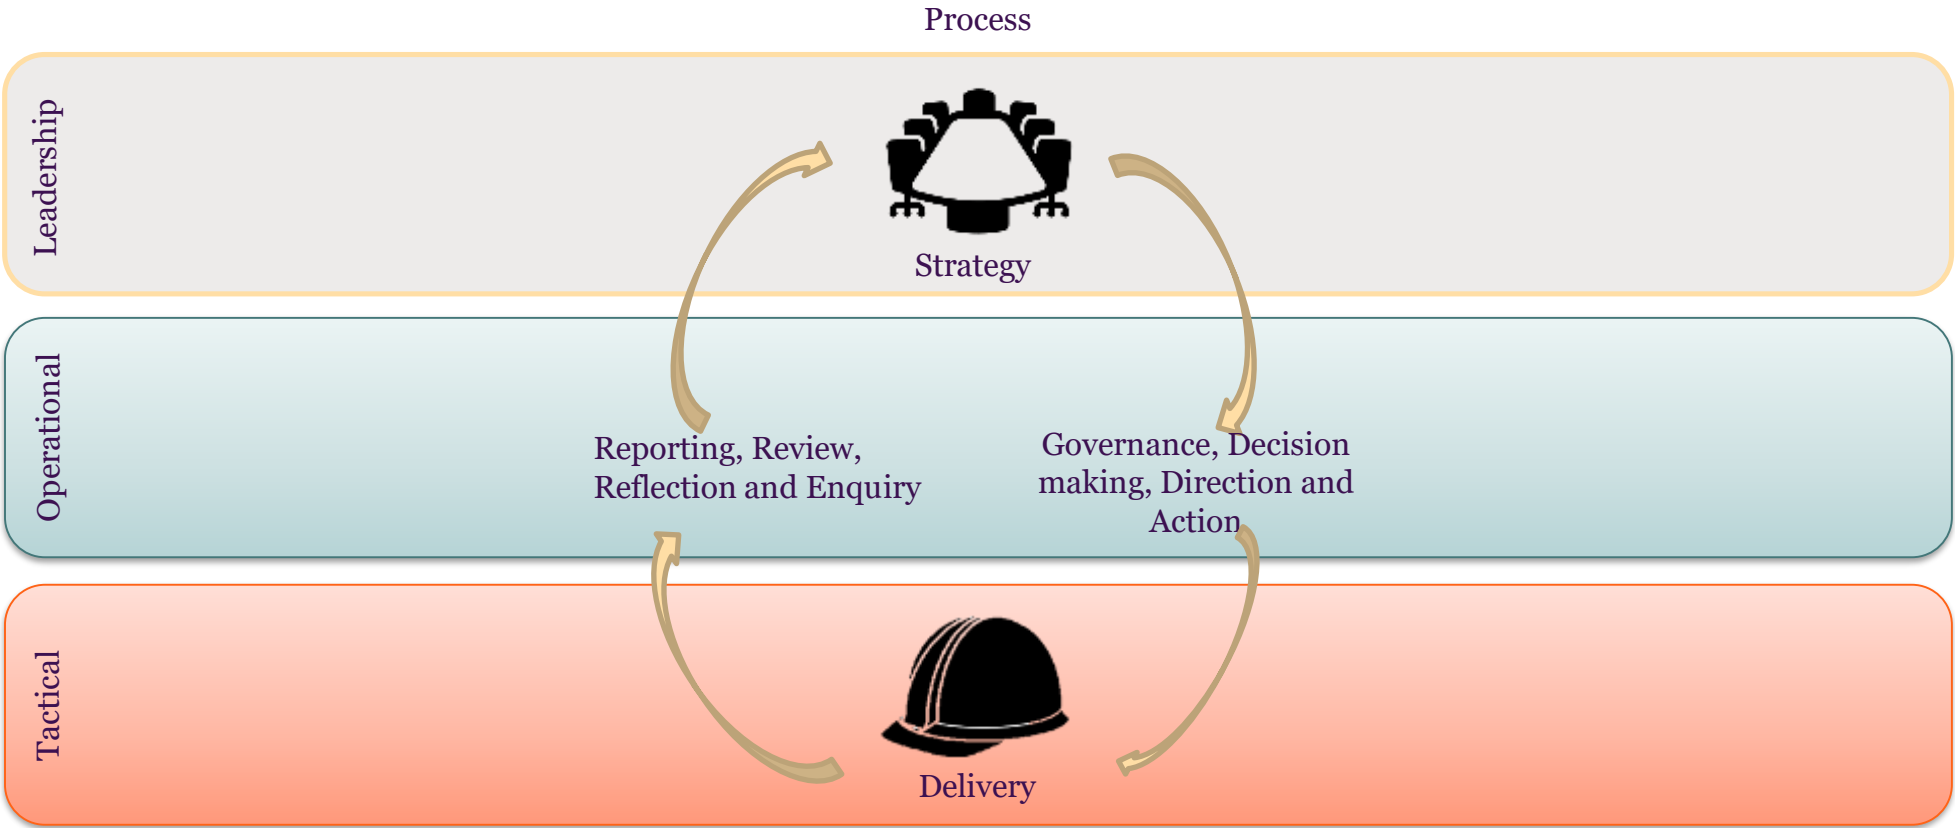 Process
Leadership
Strategy
Operational
Reporting, Review,
Reflection and Enquiry
Governance, Decision
making, Direction and
Action
Tactical
Delivery